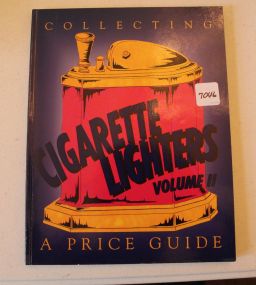 COLLECTING
7046
CIGARETTE
LIGHTERS
VOLUME II
A PRICE GUIDE